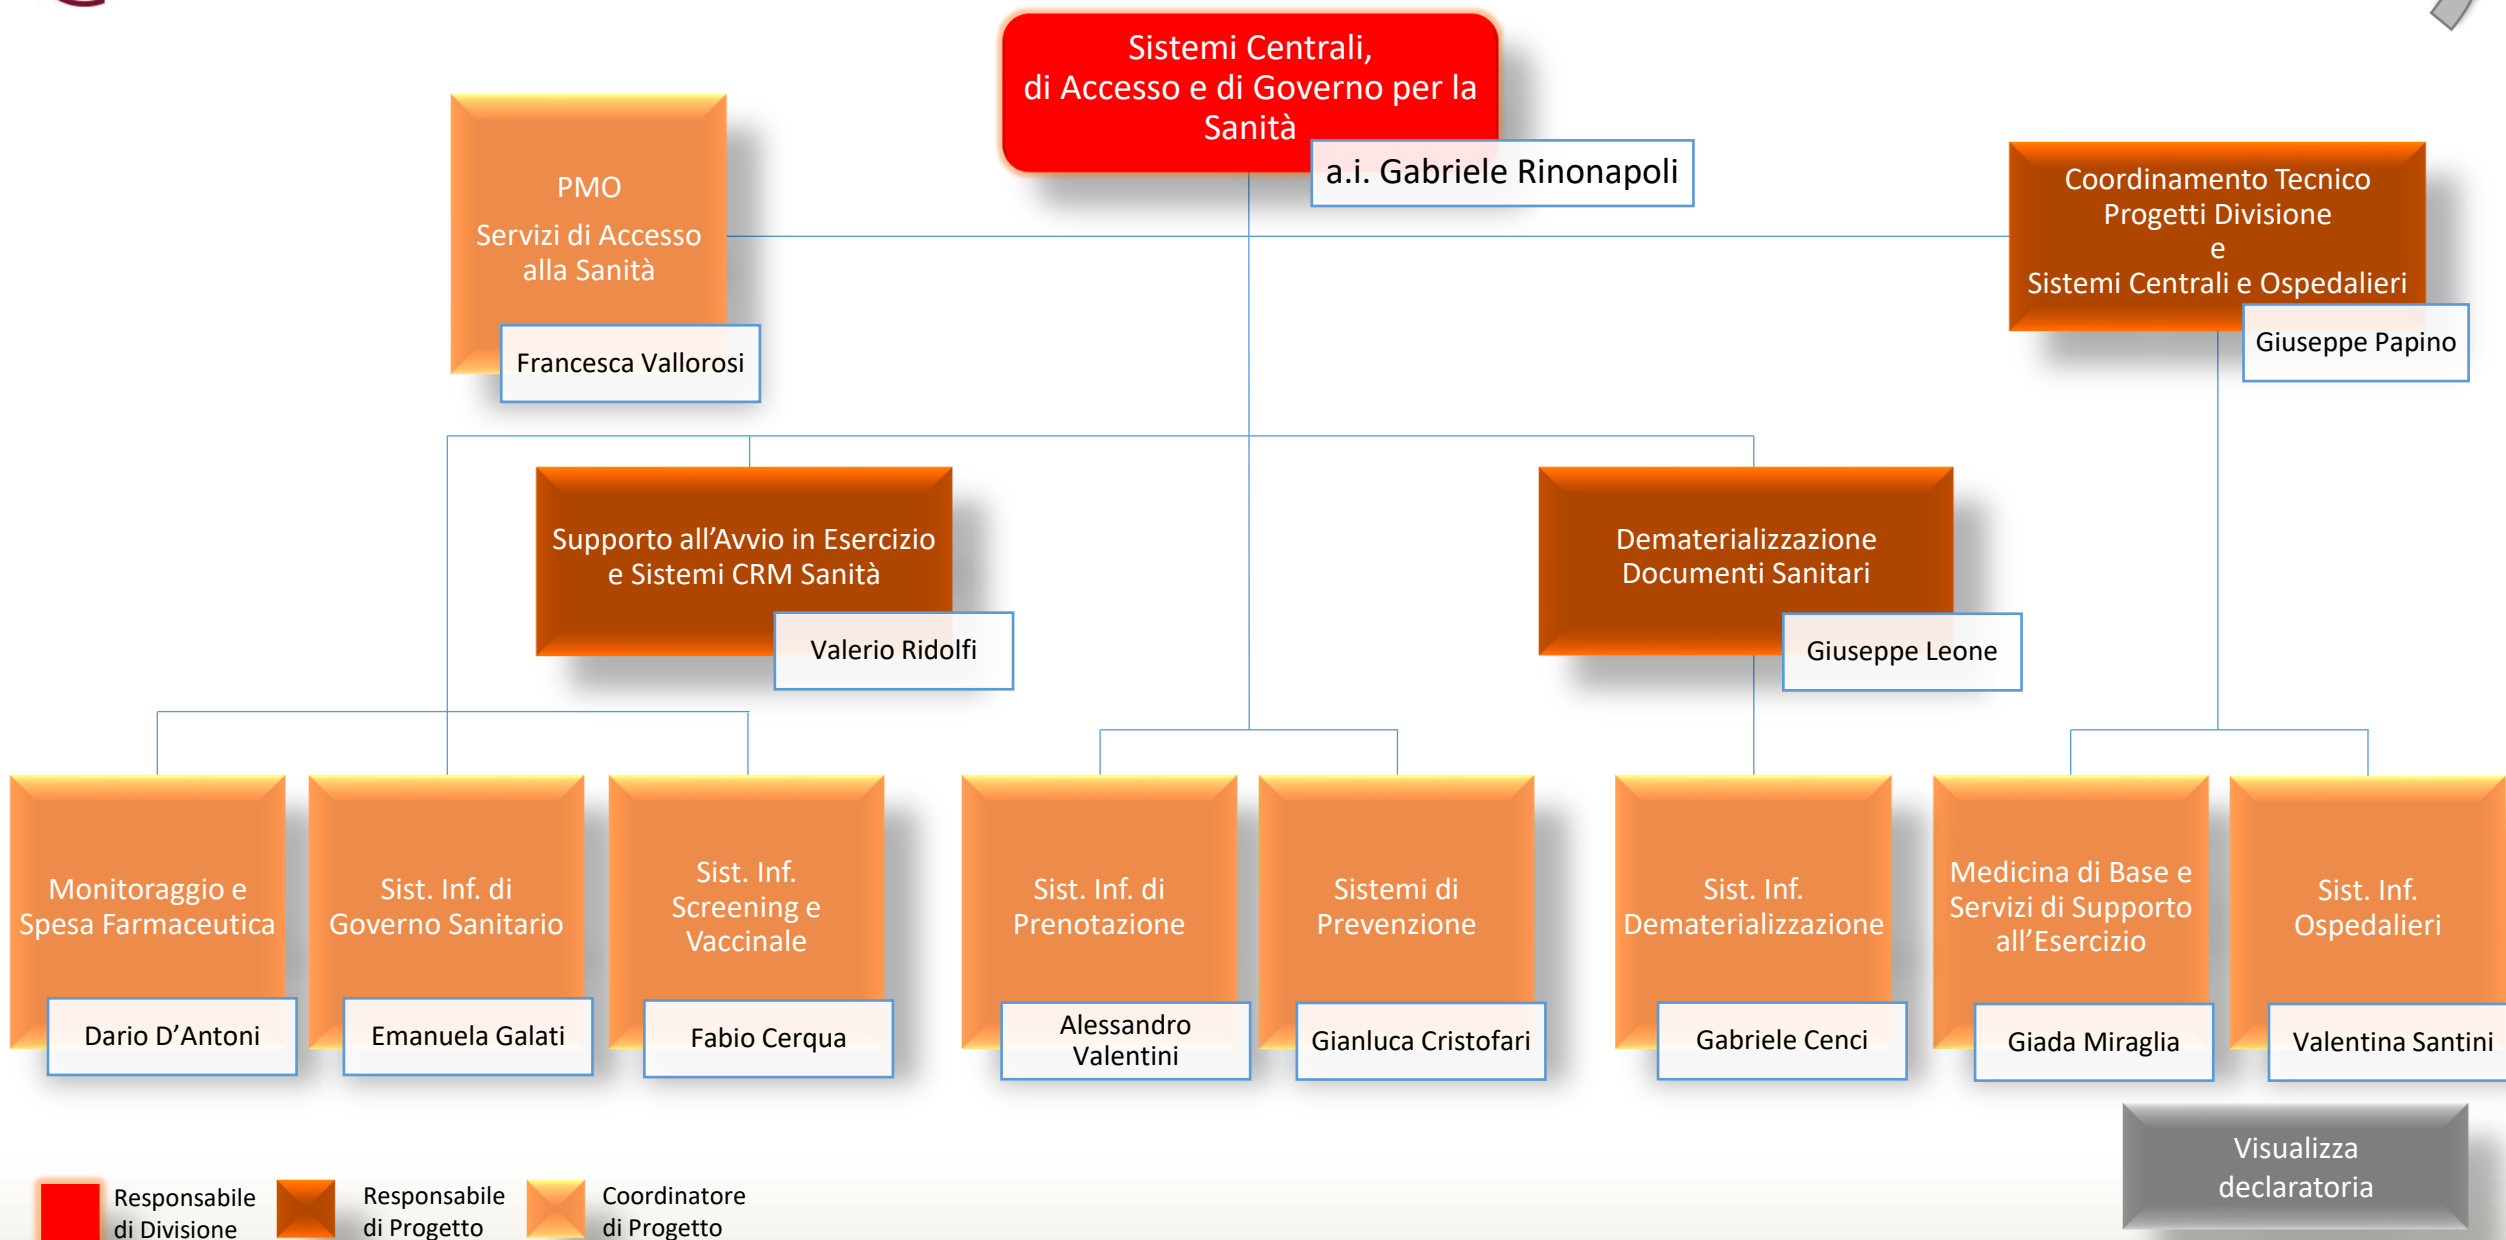 Sistemi Centrali,
di Accesso e di Governo per la
Sanità
a.i. Gabriele Rinonapoli
PMO
Servizi di Accesso
alla Sanità
Francesca Vallorosi
Coordinamento Tecnico
Progetti Divisione
e
Sistemi Centrali e Ospedalieri
Giuseppe Papino
Supporto all’Avvio in Esercizio
e Sistemi CRM Sanità
Valerio Ridolfi
Dematerializzazione
Documenti Sanitari
Giuseppe Leone
Monitoraggio e
Spesa Farmaceutica
Dario D’Antoni
Sist. Inf. di
Governo Sanitario
Emanuela Galati
Sist. Inf.
Screening e
Vaccinale
Fabio Cerqua
Sist. Inf. di
Prenotazione
Alessandro
Valentini
Sistemi di
Prevenzione
Gianluca Cristofari
Sist. Inf.
Dematerializzazione
Gabriele Cenci
Medicina di Base e
Servizi di Supporto
all’Esercizio
Giada Miraglia
Sist. Inf.
Ospedalieri
Valentina Santini
Visualizza
declaratoria
Responsabile
di Divisione
Responsabile
di Progetto
Coordinatore
di Progetto